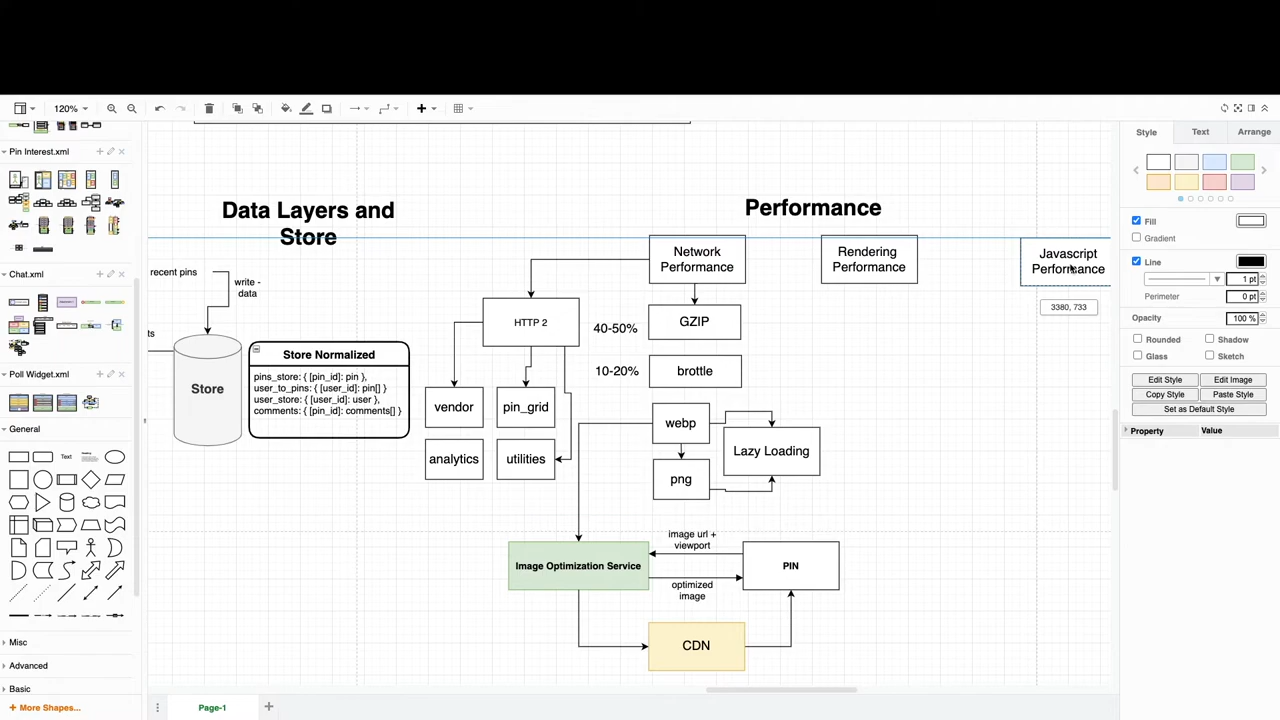 120%
Style
Text
Arrange
Pin Interest.xml
Chat.xml
Poll Widget.xml
General
Text
Misc
Advanced
Basic
+ More Shapes...
Data Layers and
Store
recent pins
write -
data
ts
Store
Store Normalized
pins_store: { [pin_id]: pin },
user_to_pins: { [user_id]: pin[] }
user_store: { [user_id]: user },
comments: { [pin_id]: comments[] }
Performance
Network
Performance
Rendering
Performance
Javascript
Performance
3380, 733
HTTP 2
40-50%
GZIP
10-20%
brottle
vendor
pin_grid
analytics
utilities
webp
png
Lazy Loading
Image Optimization Service
image url +
viewport
optimized
image
PIN
CDN
Fill
Gradient
Line
1 pt
Perimeter
0 pt
Opacity
100 %
Rounded
Shadow
Glass
Sketch
Edit Style
Edit Image
Copy Style
Paste Style
Set as Default Style
Property
Value
Page-1